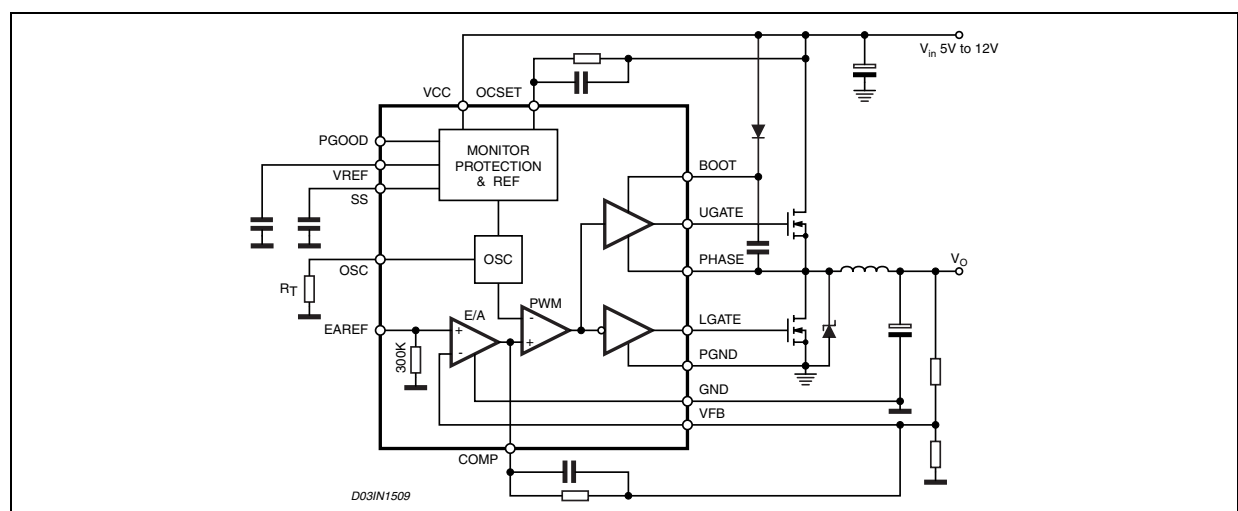 V_in 5V to 12V
VCC
OCSET
PGOOD
MONITOR
PROTECTION
& REF
VREF
SS
BOOT
UGATE
OSC
OSC
PHASE
V_O
R_T
PWM
E/A
EAREF
-
+
+
-
300K
LGATE
PGND
GND
VFB
COMP
D03IN1509